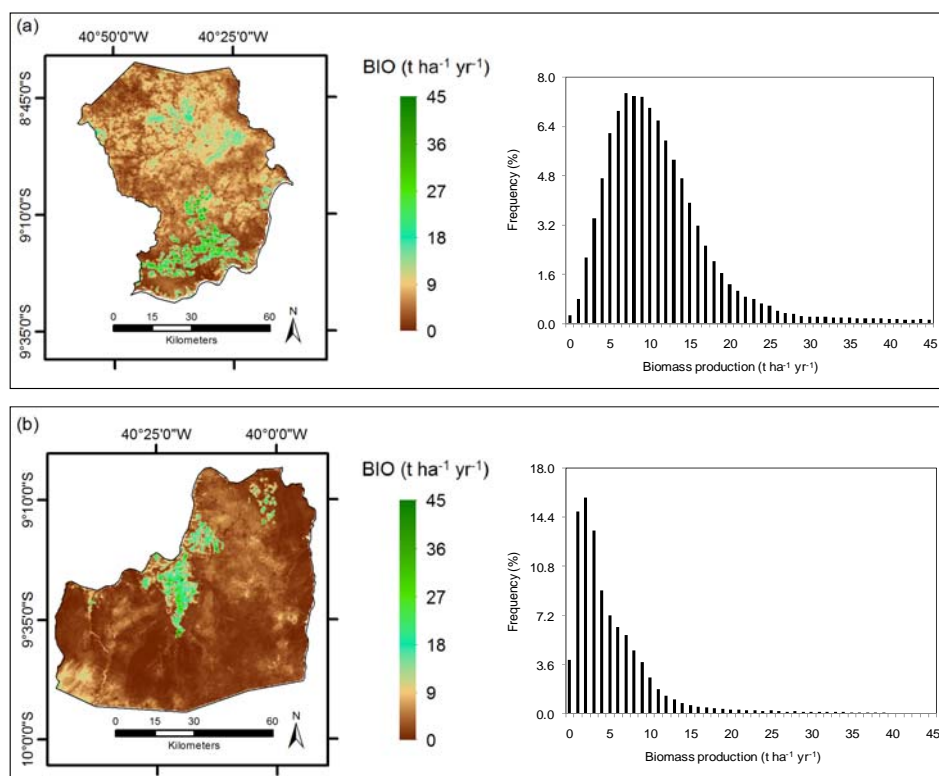 (a)
40°50'0"W 40°25'0"W
8°45'0"S
9°10'0"S
9°35'0"S
0 15 30 60
Kilometers
N
BIO (t ha-1 yr-1)
45
36
27
18
9
0
8.0
6.4
4.8
3.2
1.6
0.0
Frequency (%)
0 5 10 15 20 25 30 35 40 45
Biomass production (t ha-1 yr-1)
(b)
40°25'0"W 40°0'0"W
9°10'0"S
9°35'0"S
10°0'0"S
0 15 30 60
Kilometers
N
BIO (t ha-1 yr-1)
45
36
27
18
9
0
18.0
14.4
10.8
7.2
3.6
0.0
Frequency (%)
0 5 10 15 20 25 30 35 40 45
Biomass production (t ha-1 yr-1)